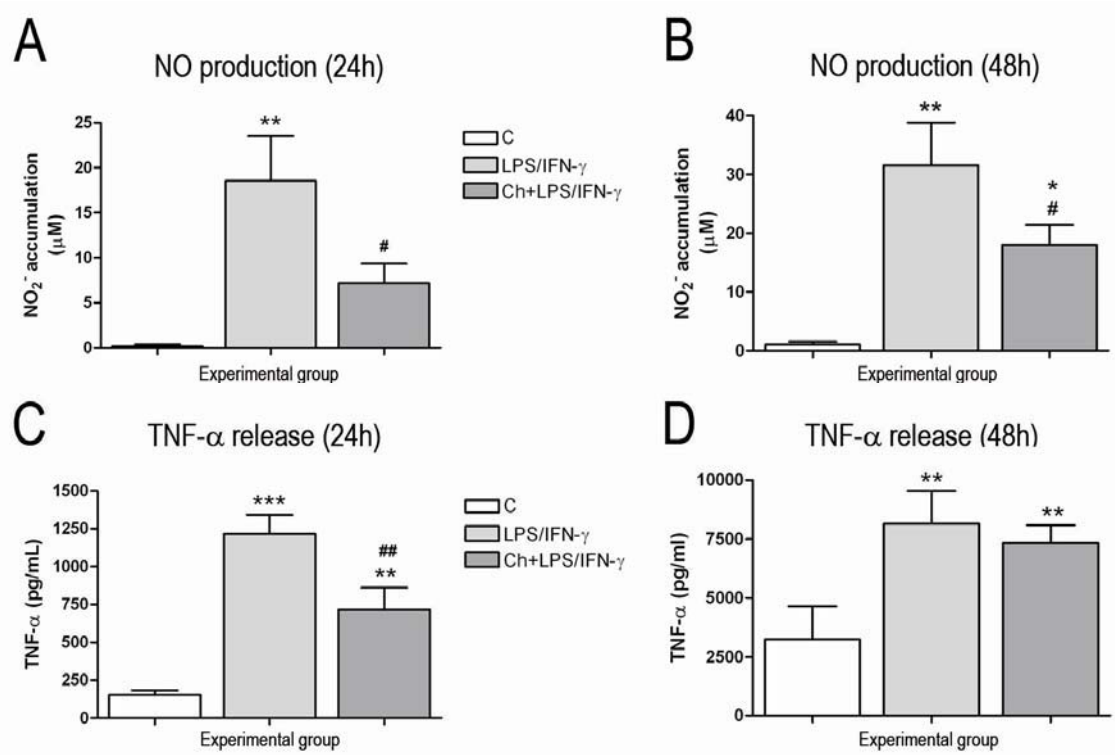 A
NO production (24h)
NO₂⁻ accumulation
(μM)
25
20
15
10
5
0
**
#
Experimental group
C
LPS/IFN-γ
Ch+LPS/IFN-γ
B
NO production (48h)
NO₂⁻ accumulation
(μM)
40
30
20
10
0
**
*
#
Experimental group
C
TNF-α release (24h)
TNF-α (pg/mL)
1500
1250
1000
750
500
250
0
***
##
**
Experimental group
C
LPS/IFN-γ
Ch+LPS/IFN-γ
D
TNF-α release (48h)
TNF-α (pg/ml)
10000
7500
5000
2500
0
**
**
Experimental group